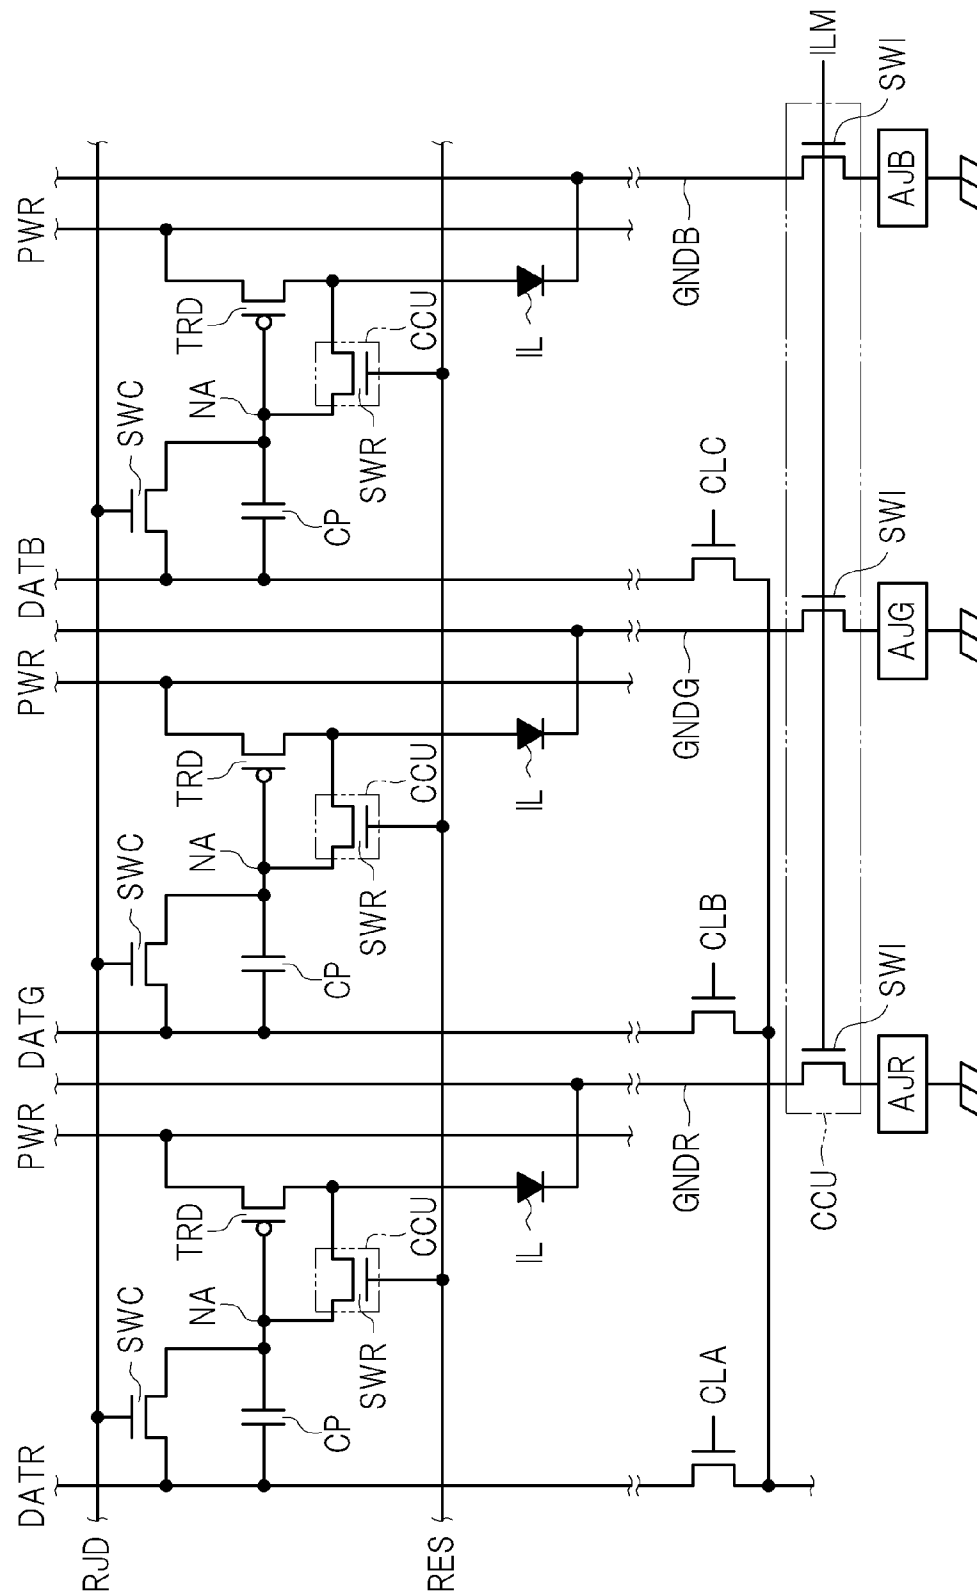 DATR
PWR
DATG
PWR
DATB
PWR
RJD
SWC
SWC
SWC
NA
TRD
NA
TRD
NA
TRD
CP
CP
CP
SWR
SWR
SWR
CCU
CCU
CCU
RES
IL
IL
IL
GNDR
GNDG
GNDB
CLA
CLB
CLC
CCU
ILM
SWI
SWI
SWI
AJR
AJG
AJB